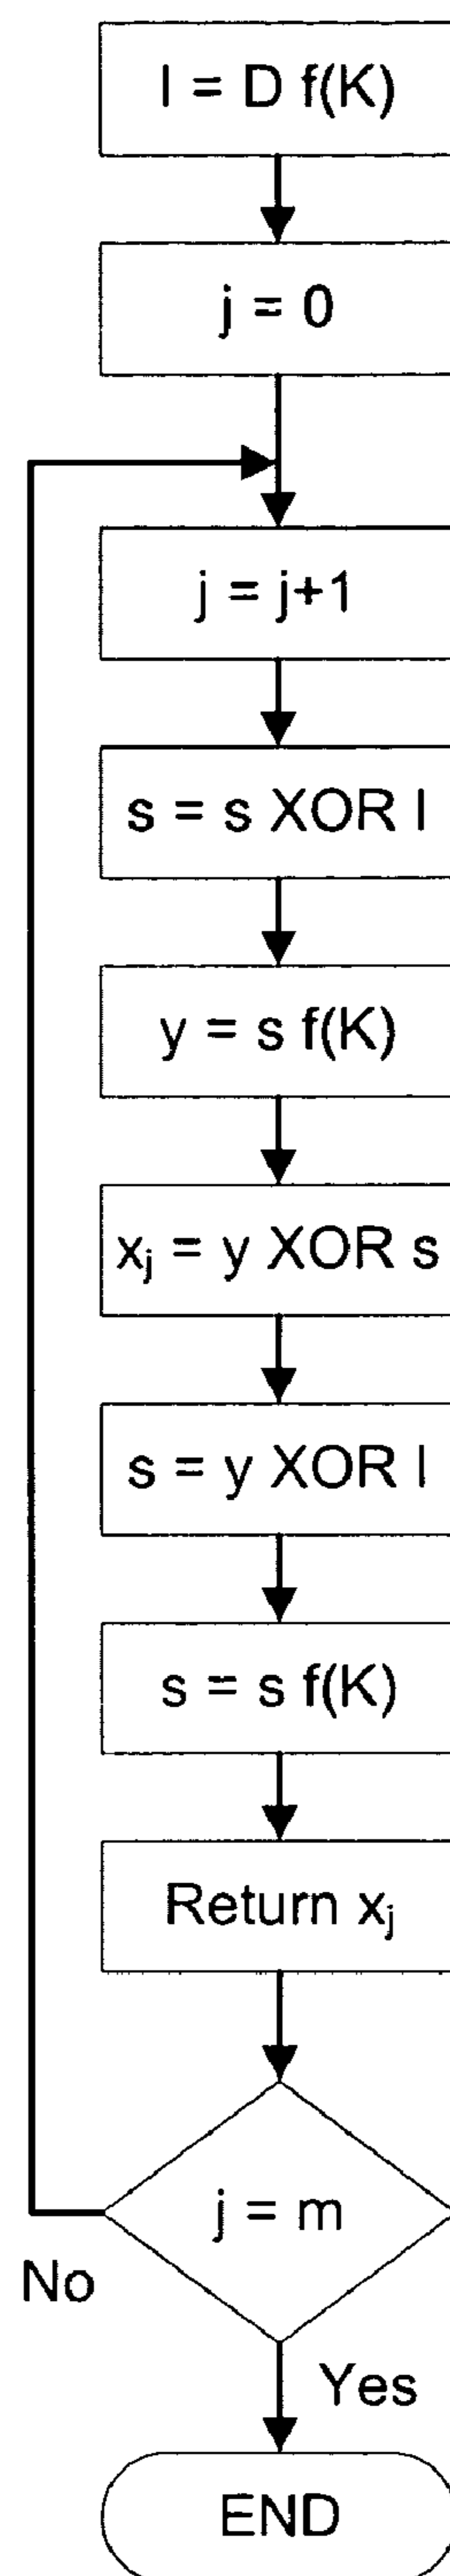 I = D f(K)
j = 0
j = j+1
s = s XOR I
y = s f(K)
xⱼ = y XOR s
s = y XOR I
s = s f(K)
Return xⱼ
j = m
No
Yes
END